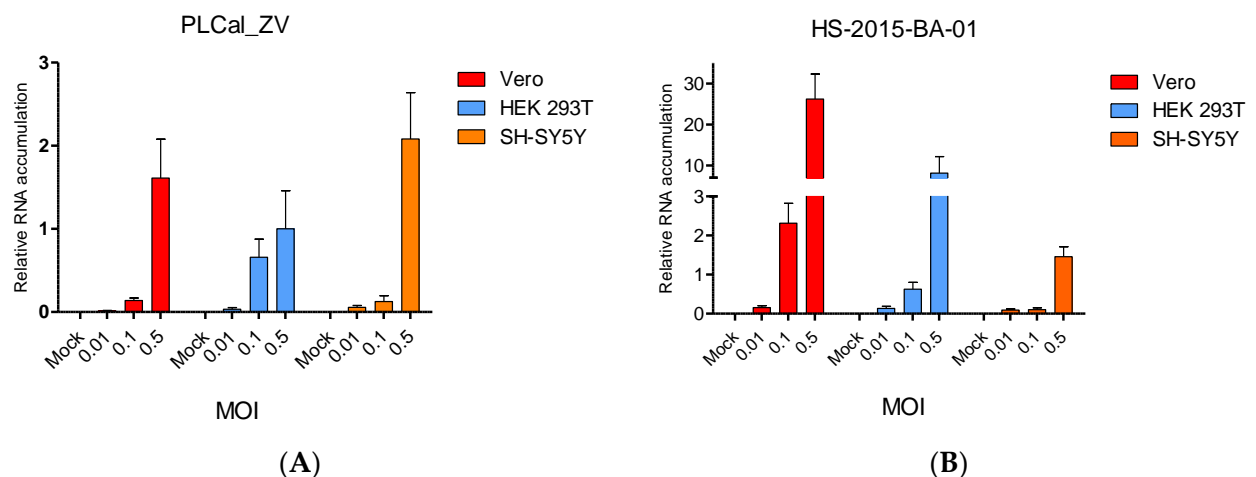 PLCal_ZV
Relative RNA accumulation
3
2
1
0
Mock
0.01
0.1
0.5
Mock
0.01
0.1
0.5
Mock
0.01
0.1
0.5
MOI
Vero
HEK 293T
SH-SY5Y
(A)
HS-2015-BA-01
Relative RNA accumulation
30
20
10
3
2
1
0
Mock
0.01
0.1
0.5
Mock
0.01
0.1
0.5
Mock
0.01
0.1
0.5
MOI
Vero
HEK 293T
SH-SY5Y
(B)